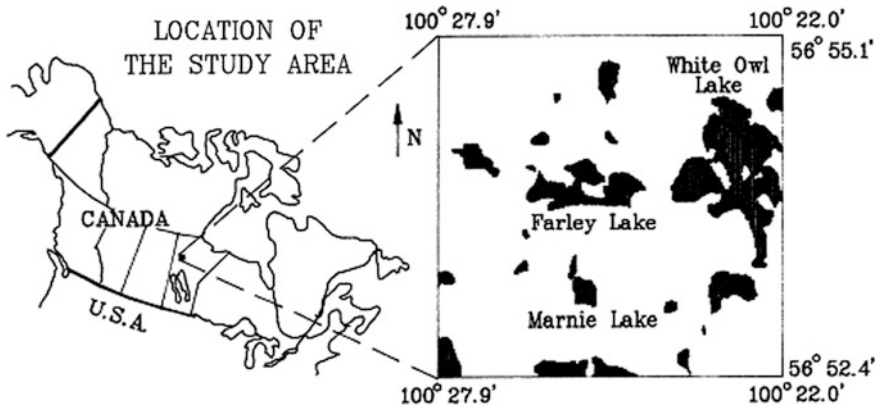 LOCATION OF
THE STUDY AREA
CANADA
U.S.A.
N
100° 27.9'
100° 22.0'
56° 55.1'
White Owl
Lake
Farley Lake
Marnie Lake
56° 52.4'
100° 27.9'
100° 22.0'